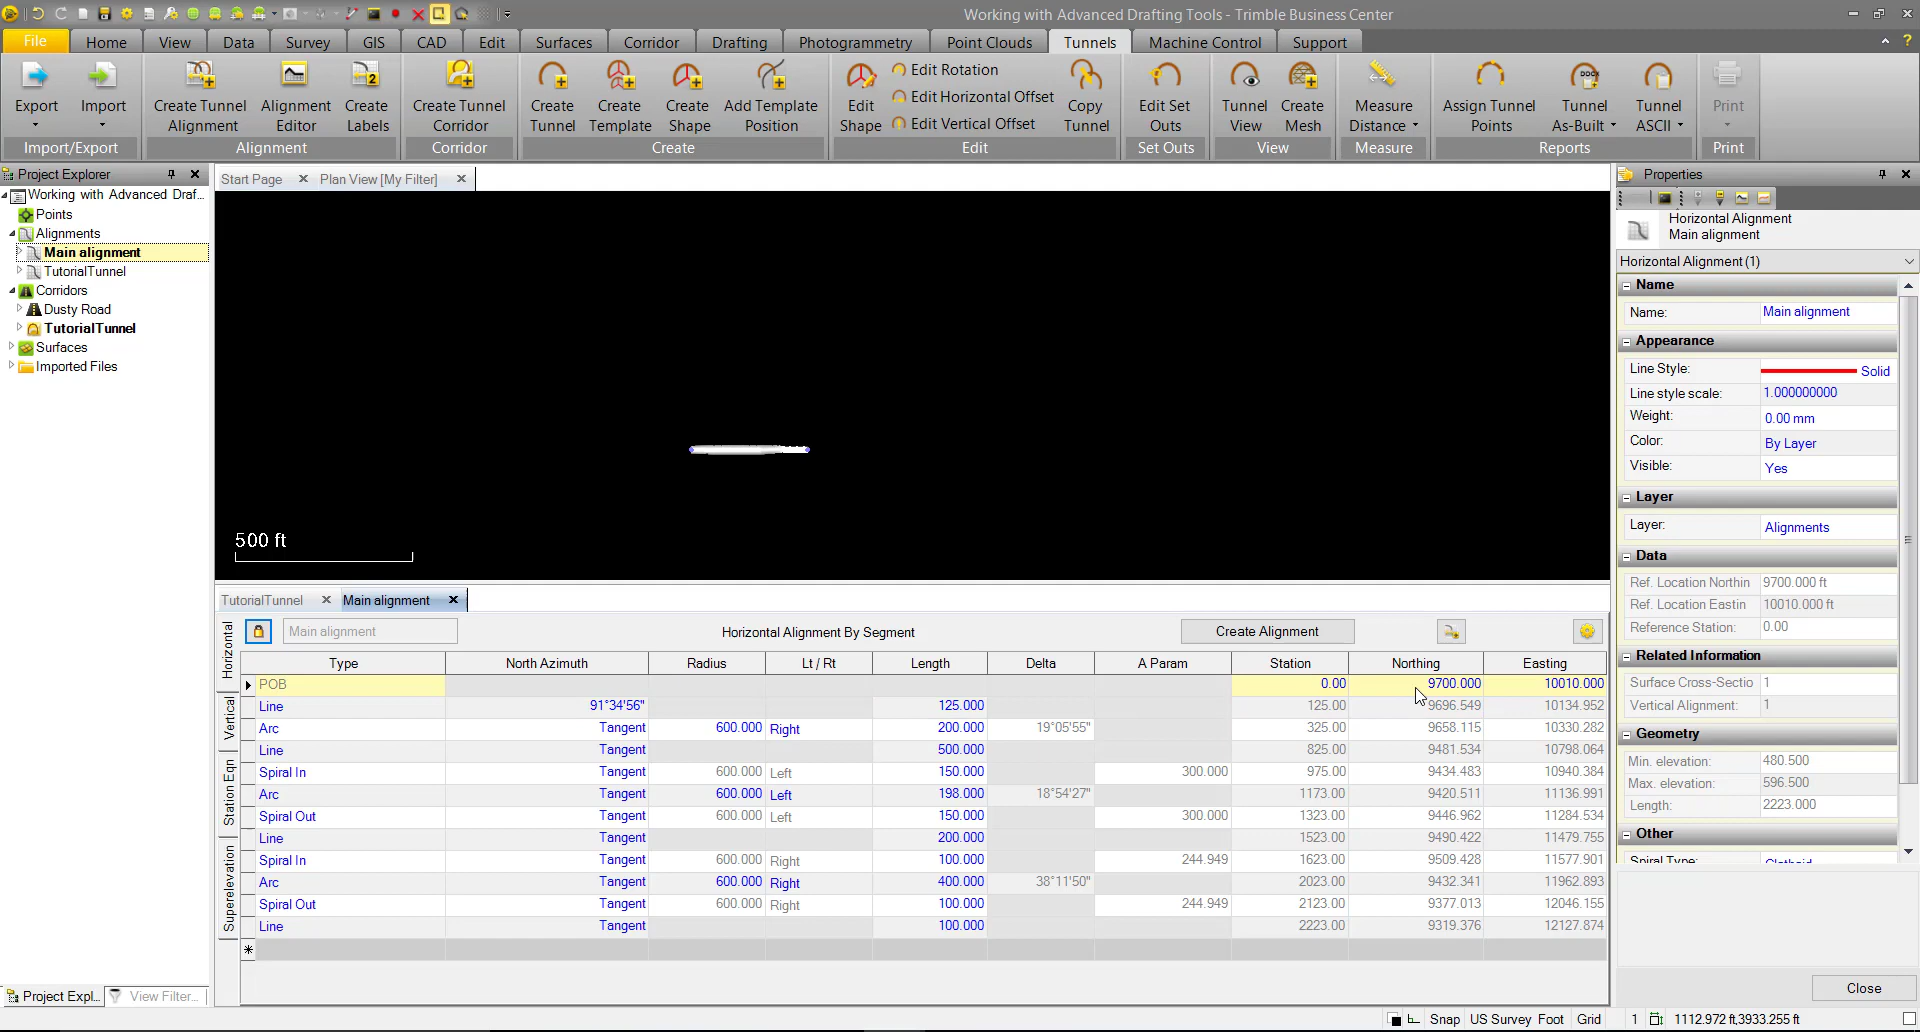 Working with Advanced Drafting Tools - Trimble Business Center
File Home View Data Survey GIS CAD Edit Surfaces Corridor Drafting Photogrammetry Point Clouds Tunnels Machine Control Support
Export Import Create Tunnel Alignment Alignment Editor Create Labels Create Tunnel Corridor Create Tunnel Create Template Create Shape Add Template Position Edit Shape Edit Rotation Edit Horizontal Offset Edit Vertical Offset Copy Tunnel Edit Set Outs Tunnel View Create Mesh Measure Distance Assign Tunnel Points DOCX Tunnel As-Built Tunnel ASCII Print
Import/Export Alignment Corridor Create Edit Set Outs View Measure Reports Print
Project Explorer
Working with Advanced Draf...
Points
Alignments
Main alignment
TutorialTunnel
Corridors
Dusty Road
TutorialTunnel
Surfaces
Imported Files
Project Expl... View Filter...
Start Page Plan View [My Filter]
500 ft
TutorialTunnel Main alignment
Horizontal
Vertical
Station Eqn
Superelevation
Main alignment Horizontal Alignment By Segment Create Alignment
Type North Azimuth Radius Lt / Rt Length Delta A Param Station Northing Easting
POB 0.00 9700.000 10010.000
Line 91°34'56" 125.000 125.00 9696.549 10134.952
Arc Tangent 600.000 Right 200.000 19°05'55" 325.00 9658.115 10330.282
Line Tangent 500.000 825.00 9481.534 10798.064
Spiral In Tangent 600.000 Left 150.000 300.000 975.00 9434.483 10940.384
Arc Tangent 600.000 Left 198.000 18°54'27" 1173.00 9420.511 11136.991
Spiral Out Tangent 600.000 Left 150.000 300.000 1323.00 9446.962 11284.534
Line Tangent 200.000 1523.00 9490.422 11479.755
Spiral In Tangent 600.000 Right 100.000 244.949 1623.00 9509.428 11577.901
Arc Tangent 600.000 Right 400.000 38°11'50" 2023.00 9432.341 11962.893
Spiral Out Tangent 600.000 Right 100.000 244.949 2123.00 9377.013 12046.155
Line Tangent 100.000 2223.00 9319.376 12127.874
Properties
Horizontal Alignment
Main alignment
Horizontal Alignment (1)
Name
Name: Main alignment
Appearance
Line Style: Solid
Line style scale: 1.000000000
Weight: 0.00 mm
Color: By Layer
Visible: Yes
Layer
Layer: Alignments
Data
Ref. Location Northin 9700.000 ft
Ref. Location Eastin 10010.000 ft
Reference Station: 0.00
Related Information
Surface Cross-Sectio 1
Vertical Alignment: 1
Geometry
Min. elevation: 480.500
Max. elevation: 596.500
Length: 2223.000
Other
Spiral Type: Clothoid
Close
Snap US Survey Foot Grid 1 1112.972 ft,3933.255 ft